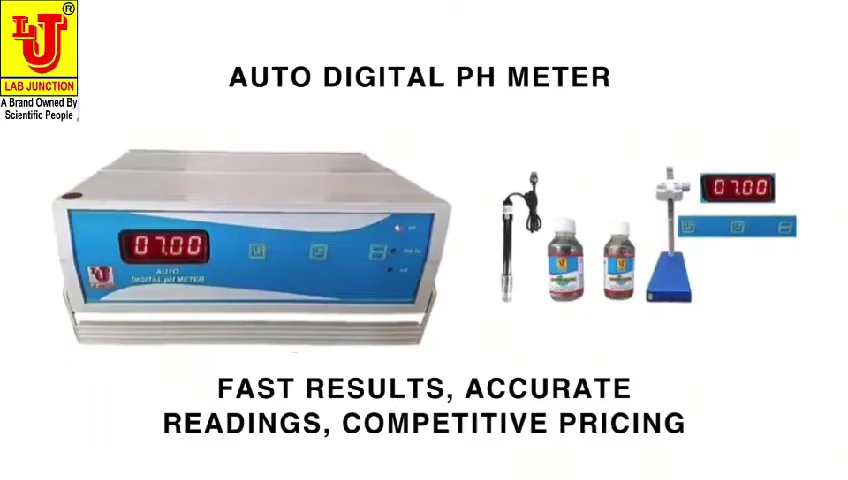 ®
LJ
LAB JUNCTION
A Brand Owned By
Scientific People
AUTO DIGITAL PH METER
07.00
LJ
AUTO
DIGITAL pH METER
07.00
FAST RESULTS, ACCURATE
READINGS, COMPETITIVE PRICING